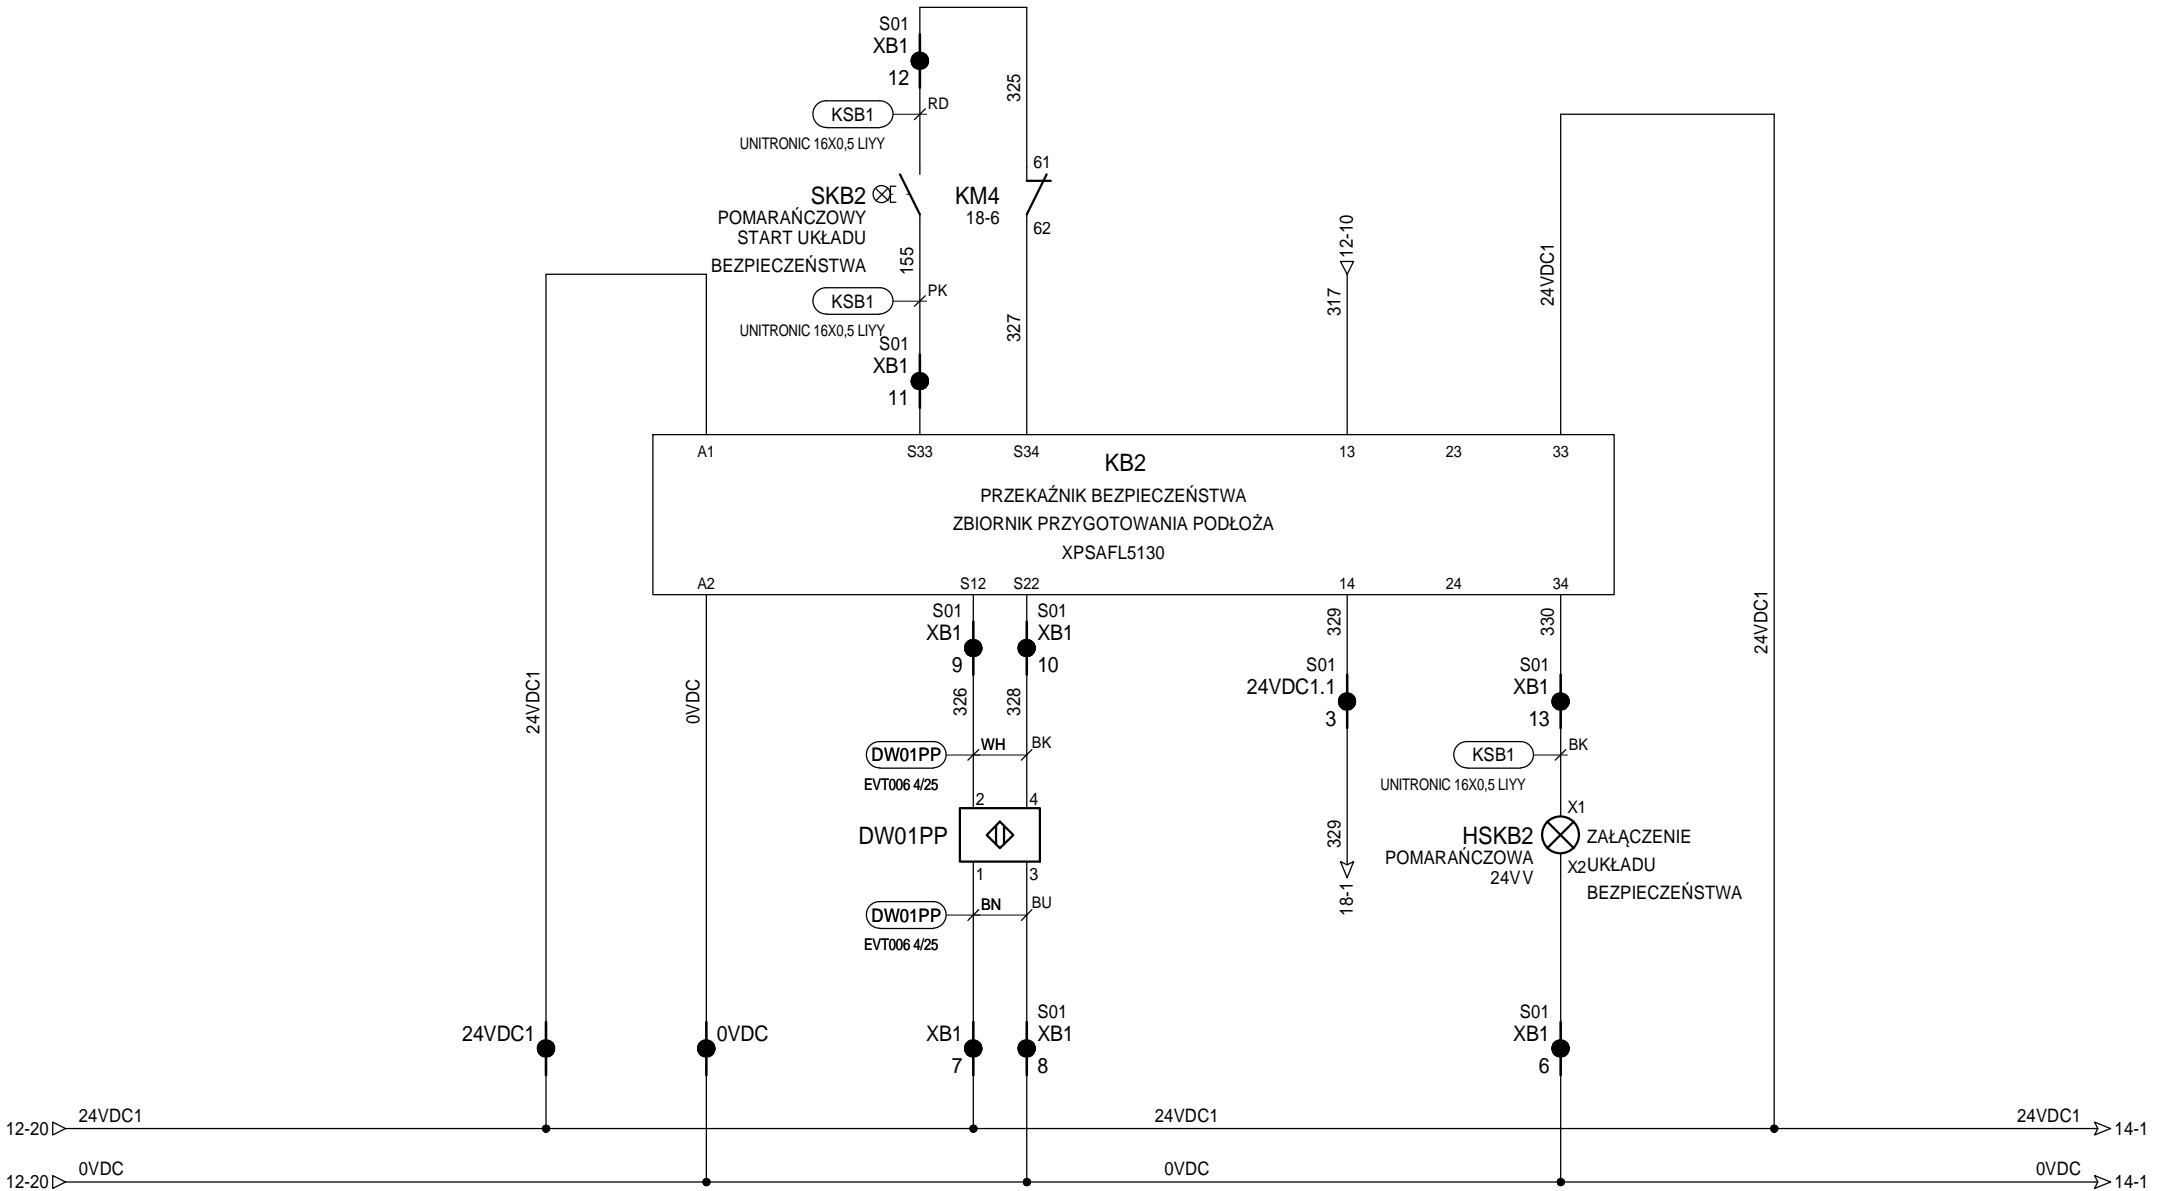 S01
XB1
12
325
RD
KSB1
UNITRONIC 16X0,5 LIYY
61
SKB2
KM4
POMARAŃCZOWY
18-6
START UKŁADU
62
155
BEZPIECZEŃSTWA
12-10
24VDC1
PK
KSB1
317
UNITRONIC 16X0,5 LIYY
327
S01
XB1
11
A1
S33
S34
13
23
33
KB2
PRZEKAŹNIK BEZPIECZEŃSTWA
ZBIORNIK PRZYGOTOWANIA PODŁOŻA
XPSAFL5130
A2
S12
S22
14
24
34
S01
S01
329
330
24VDC1
XB1
XB1
9
10
S01
S01
24VDC1
0VDC
326
328
24VDC1.1
XB1
3
13
DW01PP
WH
BK
KSB1
BK
EVT006 4/25
UNITRONIC 16X0,5 LIYY
2
4
X1
DW01PP
329
HSKB2
ZAŁĄCZENIE
POMARAŃCZOWA
X2
UKŁADU
24V V
1
3
BEZPIECZEŃSTWA
18-1
DW01PP
BN
BU
EVT006 4/25
S01
S01
24VDC1
0VDC
XB1
XB1
XB1
7
8
6
12-20
24VDC1
24VDC1
24VDC1
14-1
12-20
0VDC
0VDC
0VDC
14-1